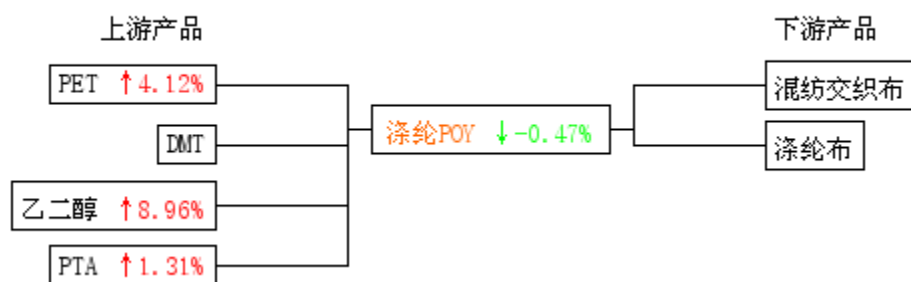 上游产品
下游产品
PET ↑4.12%
混纺交织布
涤纶POY ↓-0.47%
DMT
涤纶布
乙二醇 ↑8.96%
PTA ↑1.31%